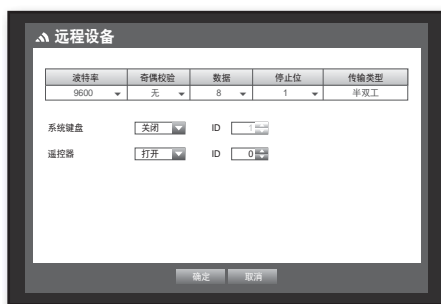 远程设备
波特率 奇偶校验 数据 停止位 传输类型
9600 无 8 1 半双工
系统键盘 关闭 ID 1
遥控器 打开 ID 0
确定 取消